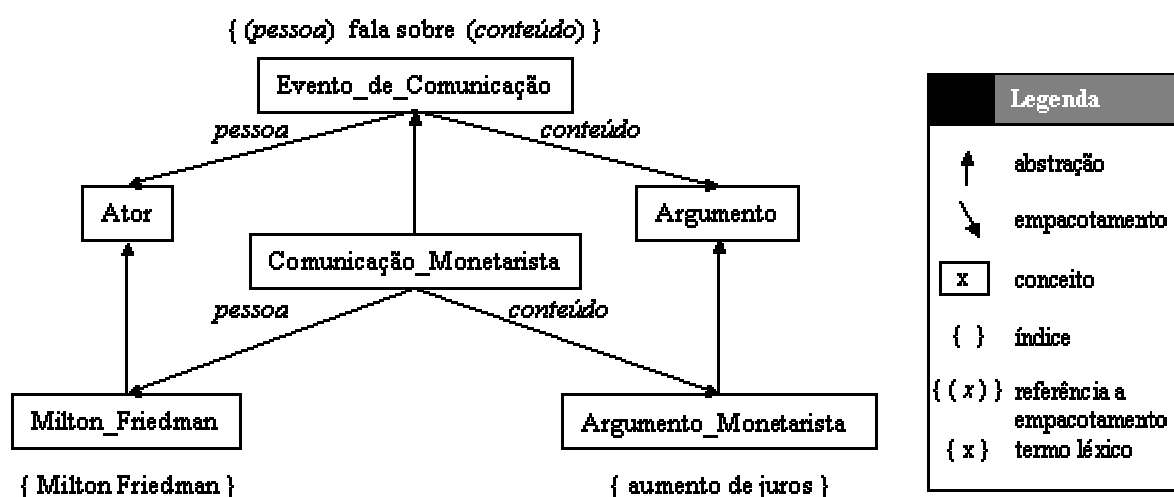 { (pessoa) fala sobre (conteúdo) }
Evento_de_Comunicação
pessoa
conteúdo
Ator
Argumento
Comunicação_Monetarista
pessoa
conteúdo
Milton_Friedman
Argumento_Monetarista
{ Milton Friedman }
{ aumento de juros }
Legenda
abstração
empacotamento
x conceito
{ } índice
{ ( x ) } referência a
empacotamento
{ x } termo léxico